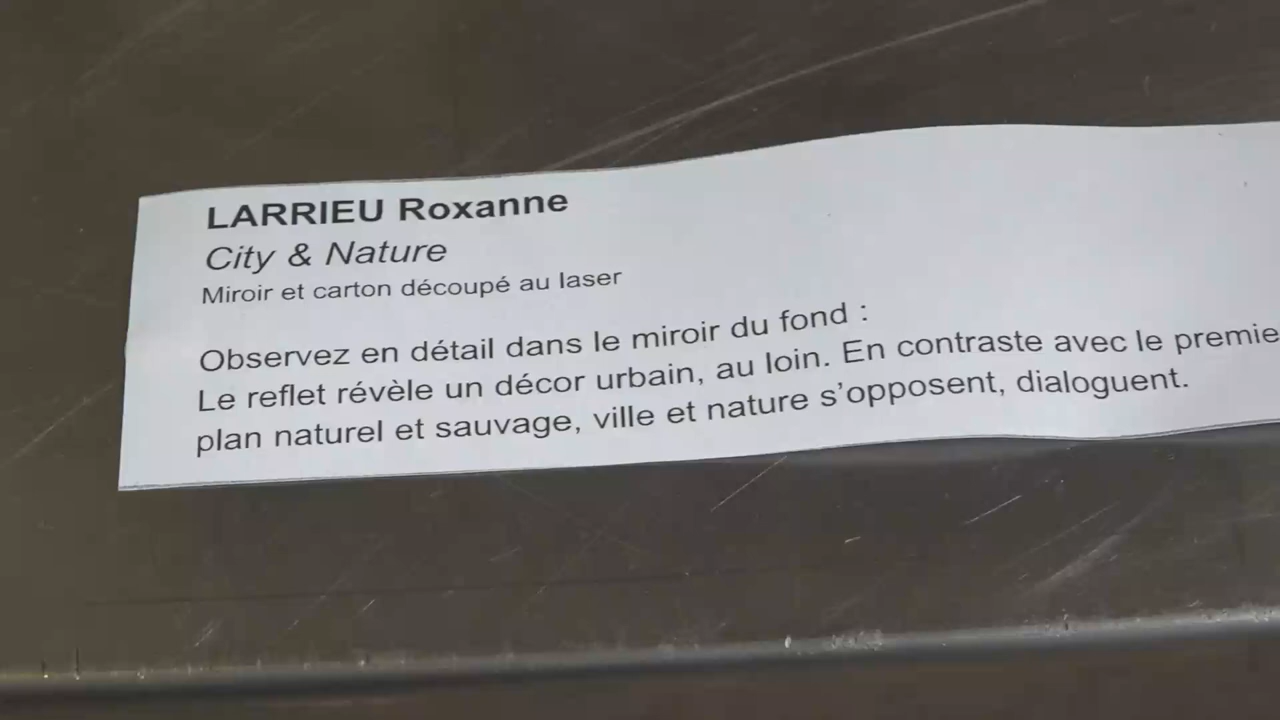 LARRIEU Roxanne
City & Nature
Miroir et carton découpé au laser
Observez en détail dans le miroir du fond :
Le reflet révèle un décor urbain, au loin. En contraste avec le premie
plan naturel et sauvage, ville et nature s’opposent, dialoguent.